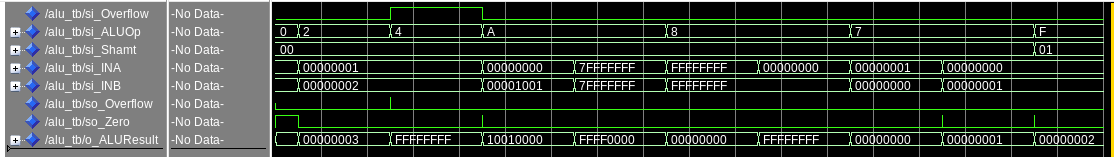 /alu_tb/si_Overflow -No Data-
/alu_tb/si_ALUOp -No Data- 0 2 4 A 8 7 F
/alu_tb/si_Shamt -No Data- 00 01
/alu_tb/si_INA -No Data- 00000001 00000000 7FFFFFFF FFFFFFFF 00000000 00000001 00000000
/alu_tb/si_INB -No Data- 00000002 00001001 7FFFFFFF FFFFFFFF 00000000 00000001
/alu_tb/so_Overflow -No Data-
/alu_tb/so_Zero -No Data-
/alu_tb/o_ALUResult -No Data- 00000003 FFFFFFFF 10010000 FFFF0000 00000000 FFFFFFFF 00000000 00000001 00000002